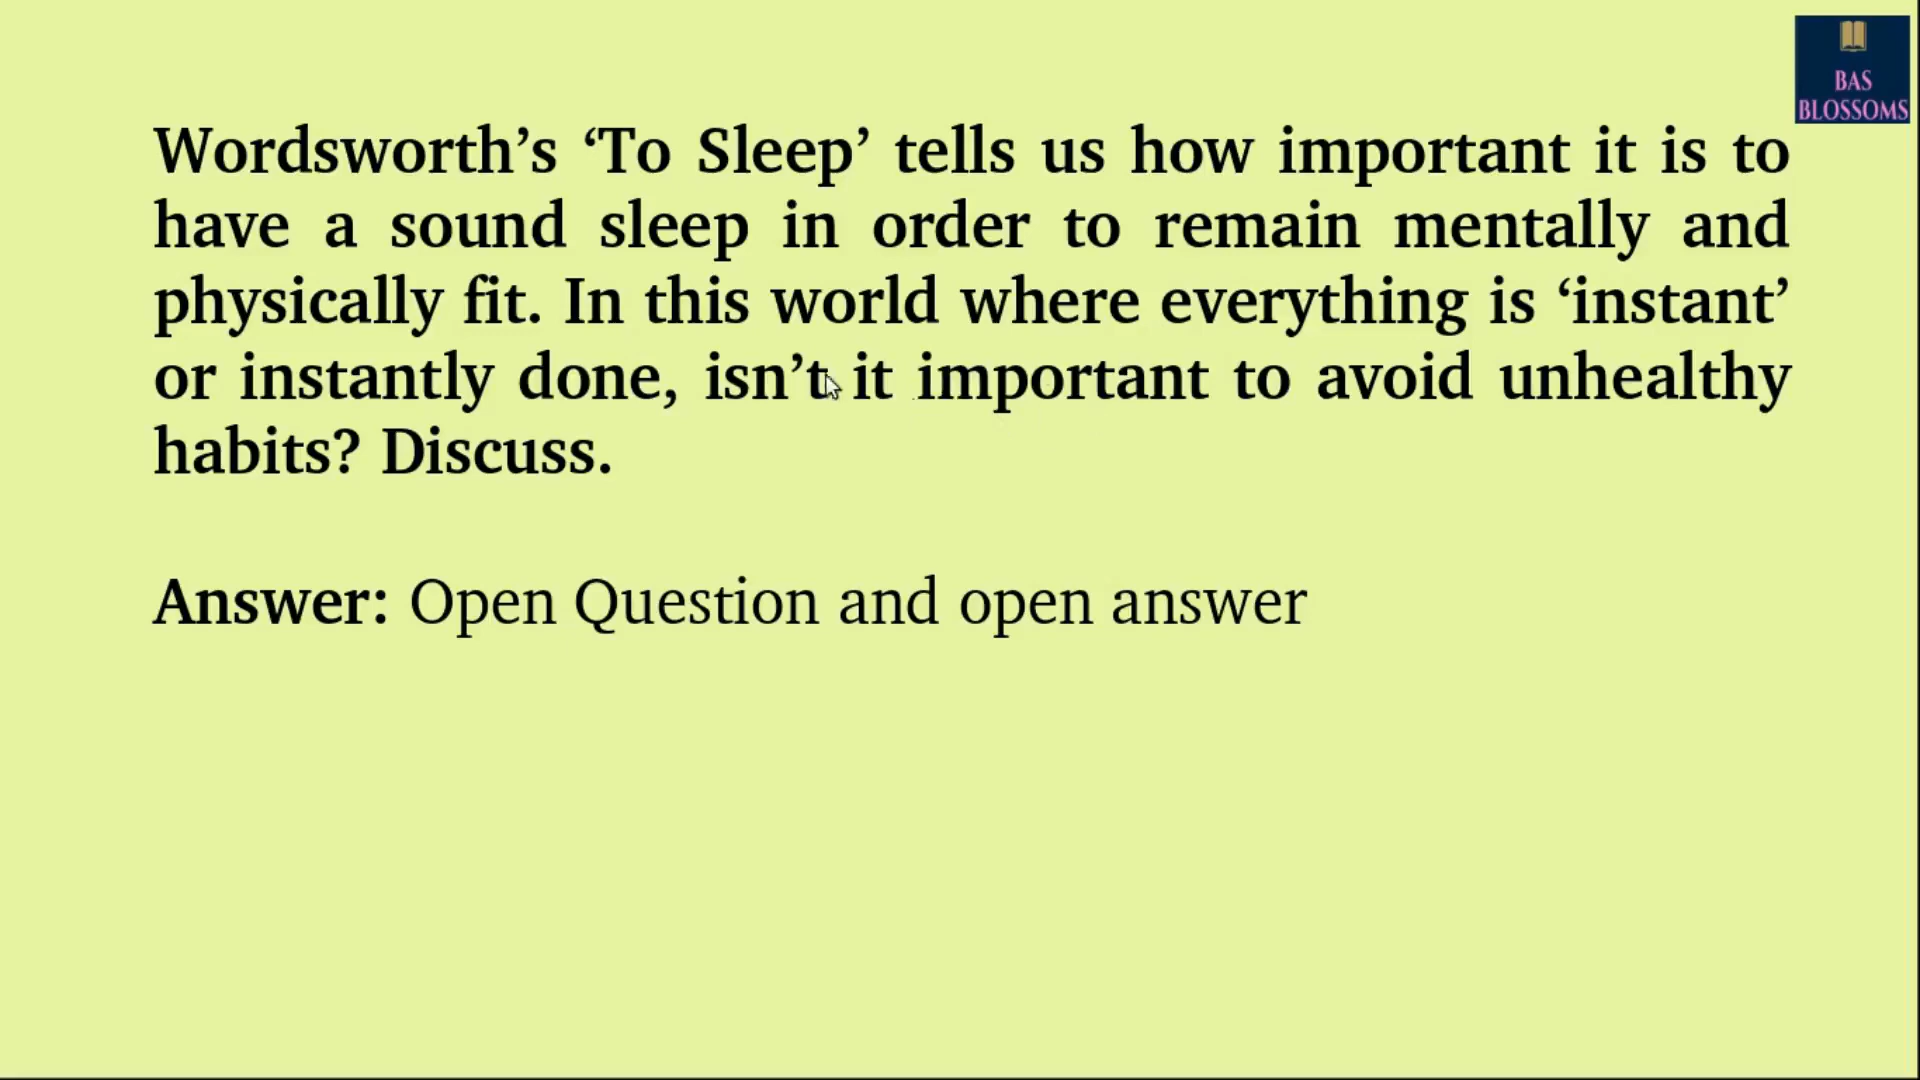 BAS
BLOSSOMS
Wordsworth’s ‘To Sleep’ tells us how important it is to
have a sound sleep in order to remain mentally and
physically fit. In this world where everything is ‘instant’
or instantly done, isn’t it important to avoid unhealthy
habits? Discuss.
Answer: Open Question and open answer